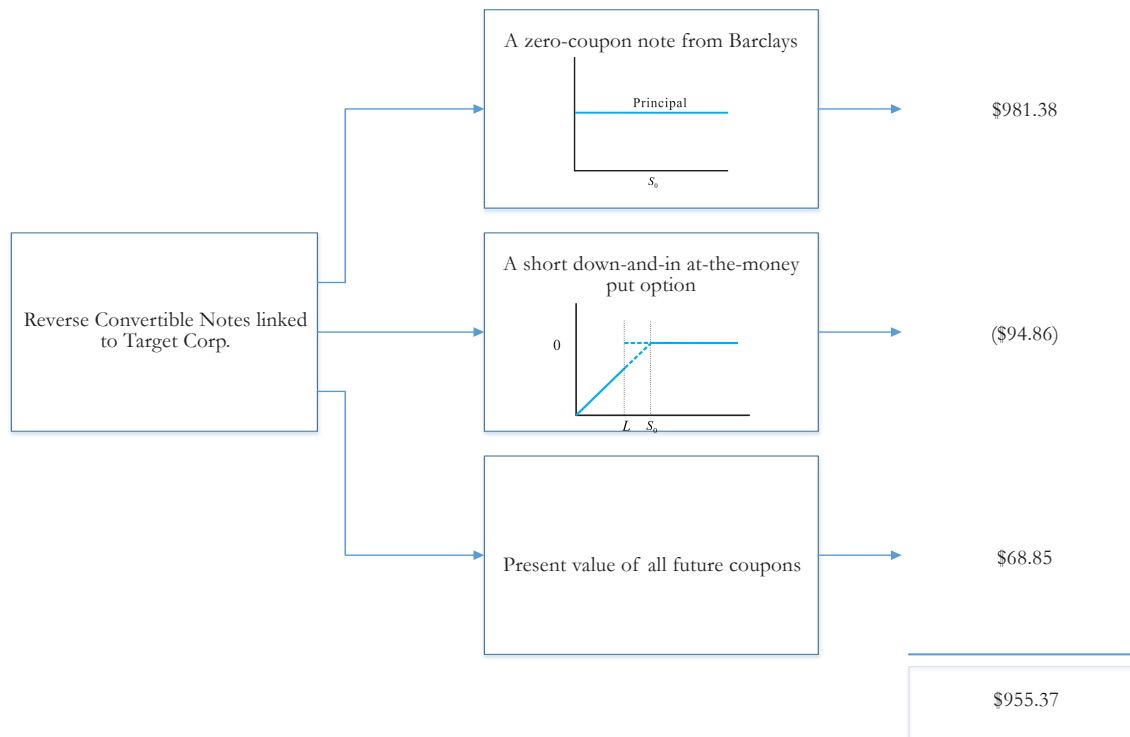 A zero-coupon note from Barclays
Principal
S₀
$981.38
Reverse Convertible Notes linked
to Target Corp.
A short down-and-in at-the-money
put option
0
L S₀
($94.86)
Present value of all future coupons
$68.85
$955.37